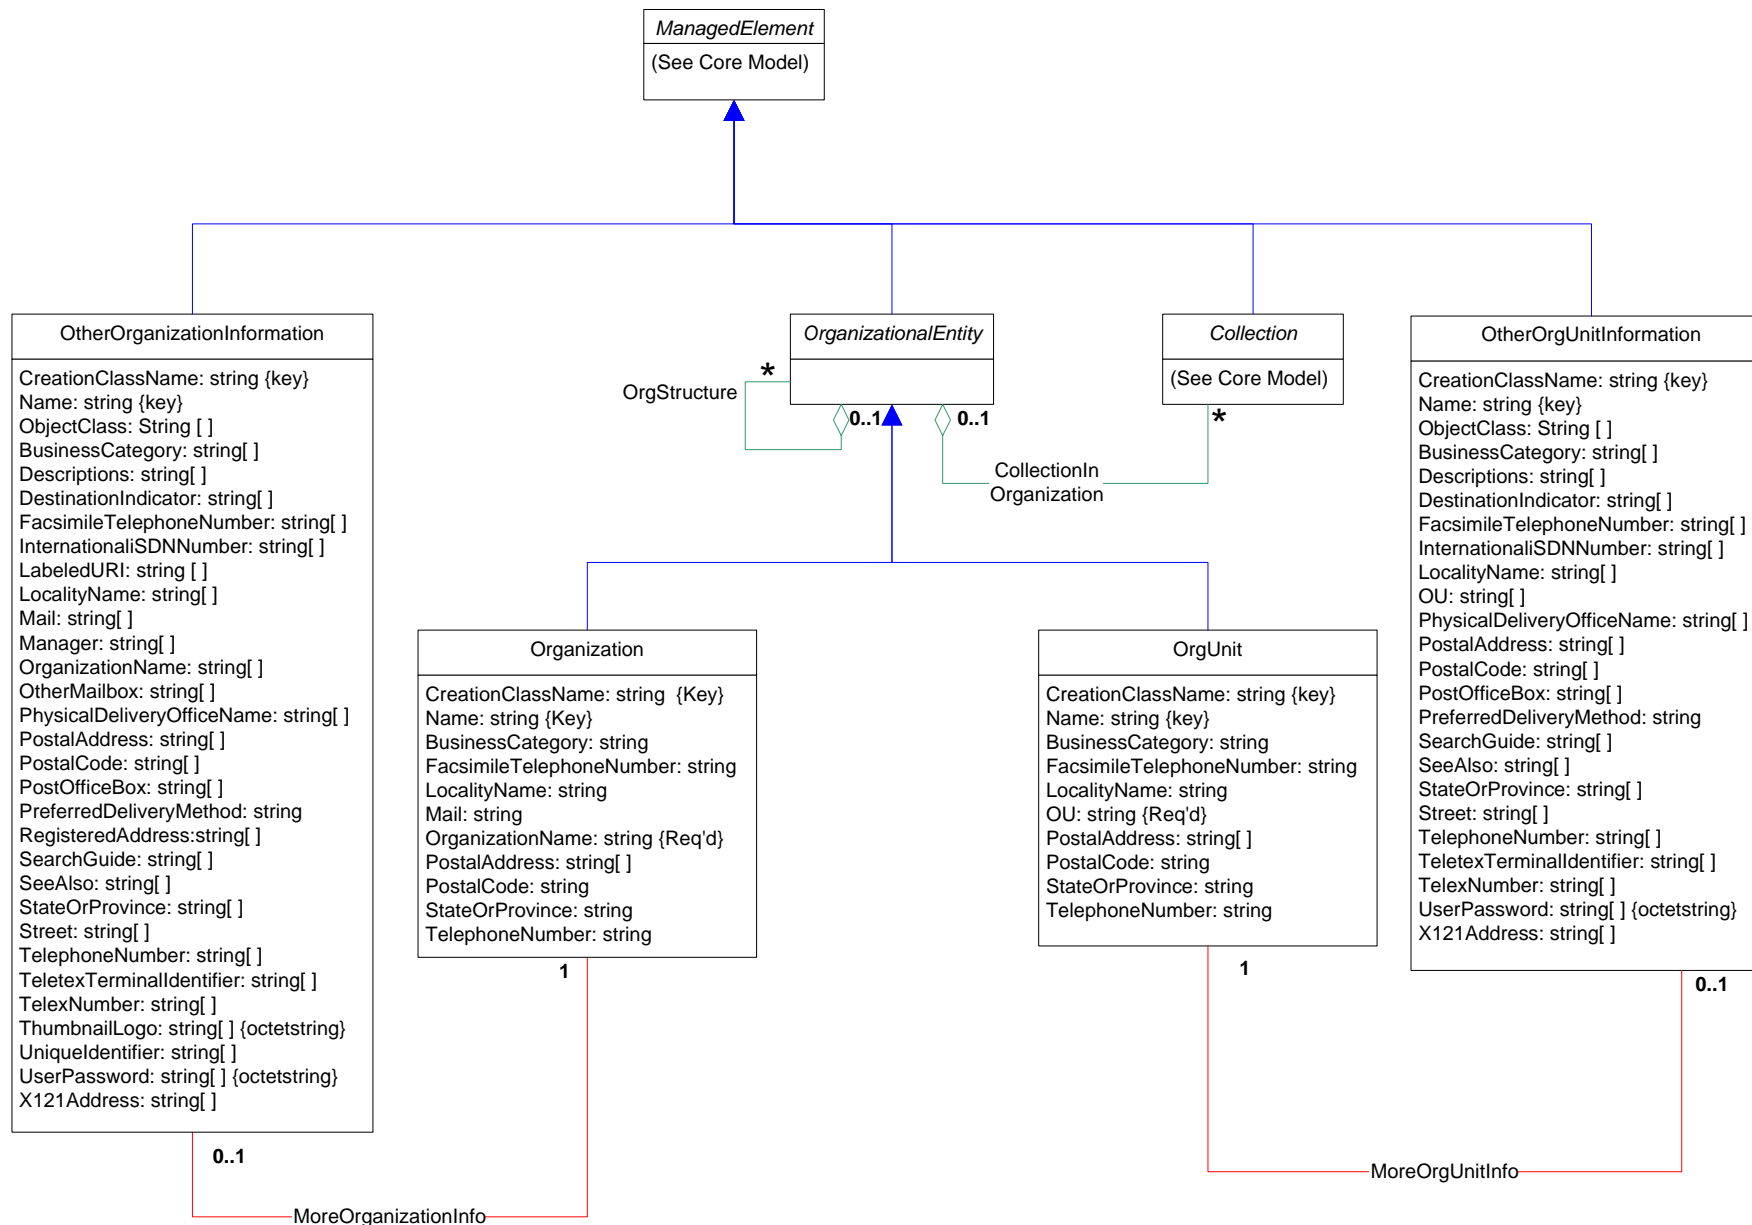 ManagedElement
(See Core Model)
OtherOrganizationInformation
CreationClassName: string {key}
Name: string {key}
ObjectClass: String [ ]
BusinessCategory: string[ ]
Descriptions: string[ ]
DestinationIndicator: string[ ]
FacsimileTelephoneNumber: string[ ]
InternationaliSDNNumber: string[ ]
LabeledURI: string [ ]
LocalityName: string[ ]
Mail: string[ ]
Manager: string[ ]
OrganizationName: string[ ]
OtherMailbox: string[ ]
PhysicalDeliveryOfficeName: string[ ]
PostalAddress: string[ ]
PostalCode: string[ ]
PostOfficeBox: string[ ]
PreferredDeliveryMethod: string
RegisteredAddress:string[ ]
SearchGuide: string[ ]
SeeAlso: string[ ]
StateOrProvince: string[ ]
Street: string[ ]
TelephoneNumber: string[ ]
TeletexTerminalIdentifier: string[ ]
TelexNumber: string[ ]
ThumbnailLogo: string[ ] {octetstring}
UniqueIdentifier: string[ ]
UserPassword: string[ ] {octetstring}
X121Address: string[ ]
0..1
MoreOrganizationInfo
OrganizationalEntity
*
OrgStructure
0..1
0..1
Collection
(See Core Model)
*
CollectionIn
Organization
Organization
CreationClassName: string  {Key}
Name: string {Key}
BusinessCategory: string
FacsimileTelephoneNumber: string
LocalityName: string
Mail: string
OrganizationName: string {Req'd}
PostalAddress: string[ ]
PostalCode: string
StateOrProvince: string
TelephoneNumber: string
1
OrgUnit
CreationClassName: string {key}
Name: string {key}
BusinessCategory: string
FacsimileTelephoneNumber: string
LocalityName: string
OU: string {Req'd}
PostalAddress: string[ ]
PostalCode: string
StateOrProvince: string
TelephoneNumber: string
1
OtherOrgUnitInformation
CreationClassName: string {key}
Name: string {key}
ObjectClass: String [ ]
BusinessCategory: string[ ]
Descriptions: string[ ]
DestinationIndicator: string[ ]
FacsimileTelephoneNumber: string[ ]
InternationaliSDNNumber: string[ ]
LocalityName: string[ ]
OU: string[ ]
PhysicalDeliveryOfficeName: string[ ]
PostalAddress: string[ ]
PostalCode: string[ ]
PostOfficeBox: string[ ]
PreferredDeliveryMethod: string
SearchGuide: string[ ]
SeeAlso: string[ ]
StateOrProvince: string[ ]
Street: string[ ]
TelephoneNumber: string[ ]
TeletexTerminalIdentifier: string[ ]
TelexNumber: string[ ]
UserPassword: string[ ] {octetstring}
X121Address: string[ ]
0..1
MoreOrgUnitInfo